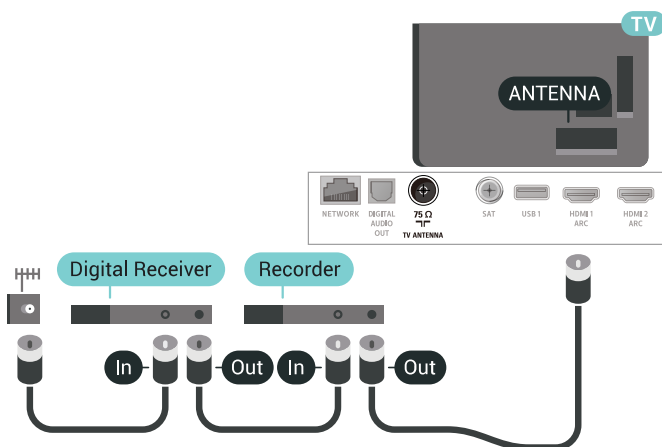 TV
ANTENNA
NETWORK
DIGITAL
AUDIO
OUT
75 Ω
TV ANTENNA
SAT
USB 1
HDMI 1
ARC
HDMI 2
ARC
Digital Receiver
Recorder
In
Out
In
Out